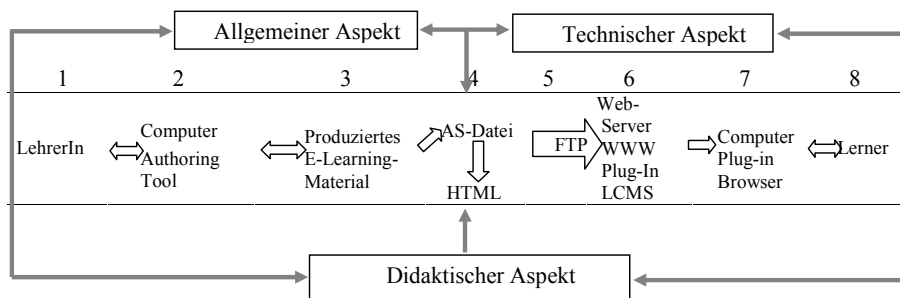 Allgemeiner Aspekt
Technischer Aspekt
1 2 3 4 5 6 7 8
LehrerIn
Computer
Authoring
Tool
Produziertes
E-Learning-
Material
AS-Datei
HTML
FTP
Web-
Server
WWW
Plug-In
LCMS
Computer
Plug-in
Browser
Lerner
Didaktischer Aspekt